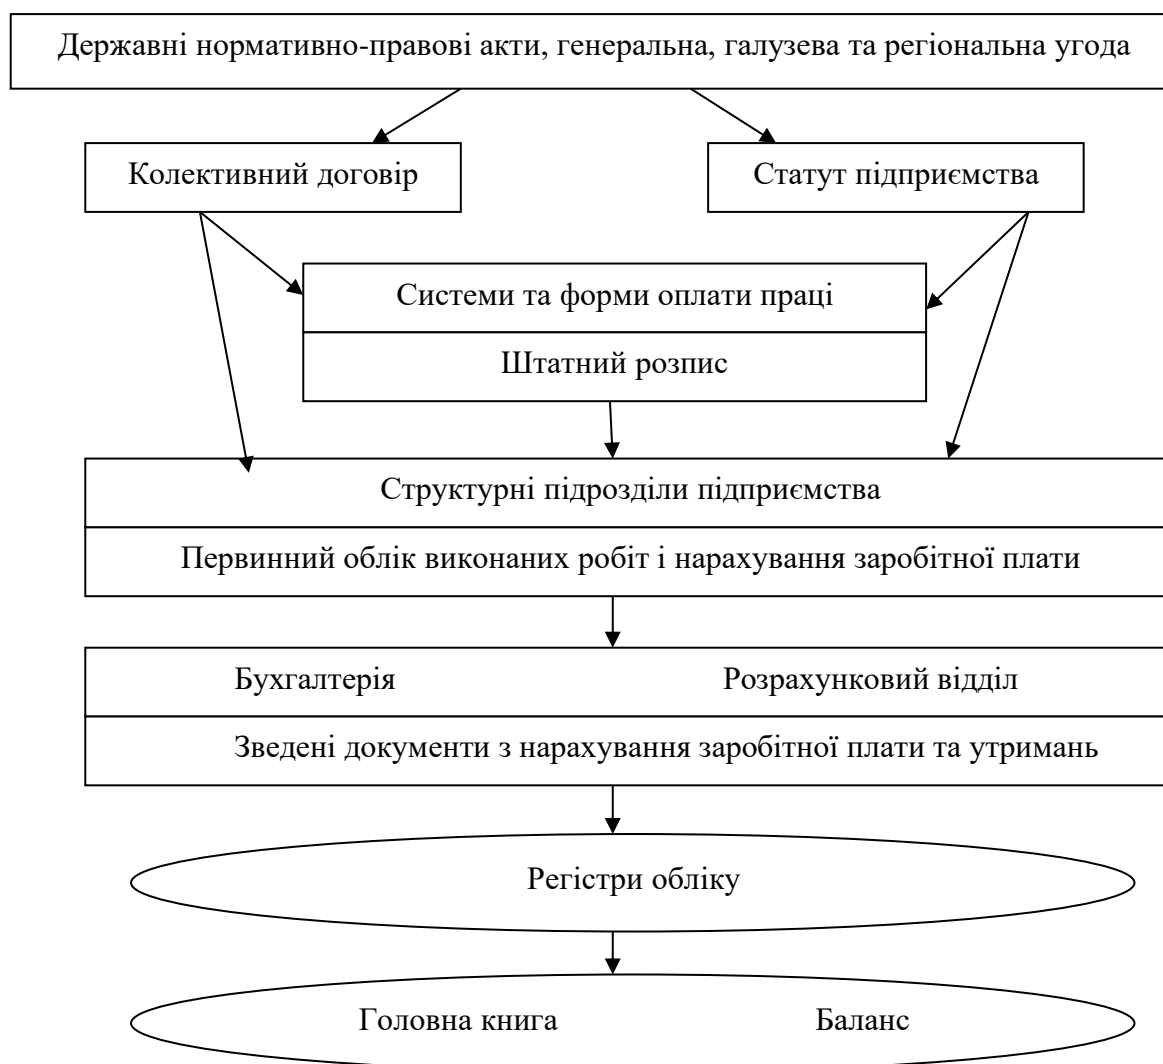 Державні нормативно-правові акти, генеральна, галузева та регіональна угода
Колективний договір
Статут підприємства
Системи та форми оплати праці
Штатний розпис
Структурні підрозділи підприємства
Первинний облік виконаних робіт і нарахування заробітної плати
Бухгалтерія Розрахунковий відділ
Зведені документи з нарахування заробітної плати та утримань
Регістри обліку
Головна книга Баланс